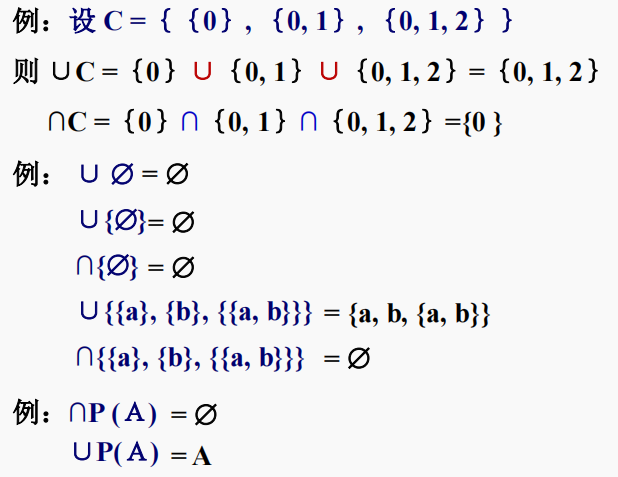 例：设 C = { {0} , {0, 1} , {0, 1, 2} }
则 ∪C = {0} ∪ {0, 1} ∪ {0, 1, 2} = {0, 1, 2}
∩C = {0} ∩ {0, 1} ∩ {0, 1, 2} ={0 }
例： ∪ ∅ = ∅
∪{∅}= ∅
∩{∅} = ∅
∪{{a}, {b}, {{a, b}}} = {a, b, {a, b}}
∩{{a}, {b}, {{a, b}}} = ∅
例：∩P (A) = ∅
∪P(A) = A